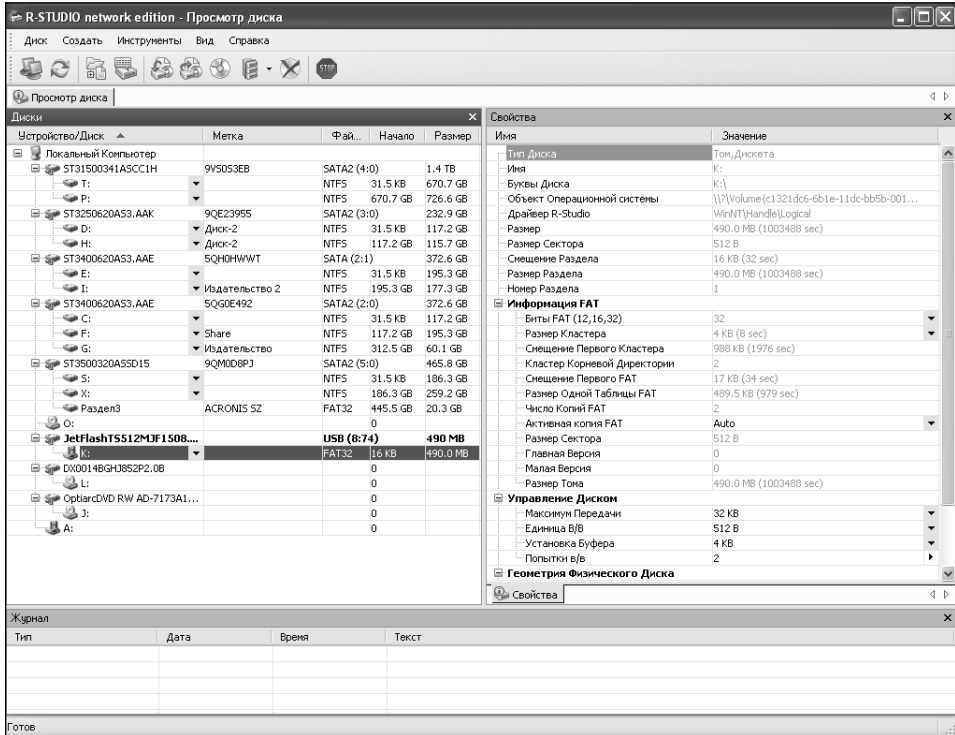 R-STUDIO network edition - Просмотр диска
Диск Создать Инструменты Вид Справка
STOP
Просмотр диска
Диски
Устройство/Диск Метка Фай... Начало Размер
Локальный Компьютер
ST31500341ASCC1H 9VS0S3EB SATA2 (4:0) 1.4 TB
T: NTFS 31.5 KB 670.7 GB
P: NTFS 670.7 GB 726.6 GB
ST3250620AS3.AAK 9QE23955 SATA2 (3:0) 232.9 GB
D: Диск-2 NTFS 31.5 KB 117.2 GB
H: Диск-2 NTFS 117.2 GB 115.7 GB
ST3400620AS3.AAE 5QH0HWWT SATA (2:1) 372.6 GB
E: NTFS 31.5 KB 195.3 GB
I: Издательство 2 NTFS 195.3 GB 177.3 GB
ST3400620AS3.AAE 5QG0E492 SATA2 (2:0) 372.6 GB
C: NTFS 31.5 KB 117.2 GB
F: Share NTFS 117.2 GB 195.3 GB
G: Издательство NTFS 312.5 GB 60.1 GB
ST3500320ASSD15 9QM0D8PJ SATA2 (5:0) 465.8 GB
S: NTFS 31.5 KB 186.3 GB
X: NTFS 186.3 GB 259.2 GB
Раздел3 ACRONIS SZ FAT32 445.5 GB 20.3 GB
O: 0
JetFlashTS512MJF1508.... USB (8:74) 490 MB
K: FAT32 16 KB 490.0 MB
DX0014BGHJ852P2.0B 0
L: 0
OptiarcDVD RW AD-7173A1... 0
J: 0
A: 0
Свойства
Имя Значение
Тип Диска Том,Дискета
Имя K:
Буквы Диска K:\
Объект Операционной системы \\?\Volume{c1321dc6-6b1e-11dc-bb5b-001...
Драйвер R-Studio WinNT\Handle\Logical
Размер 490.0 MB (1003488 sec)
Размер Сектора 512 B
Смещение Раздела 16 KB (32 sec)
Размер Раздела 490.0 MB (1003488 sec)
Номер Раздела 1
Информация FAT
Биты FAT (12,16,32) 32
Размер Кластера 4 KB (8 sec)
Смещение Первого Кластера 988 KB (1976 sec)
Кластер Корневой Директории 2
Смещение Первого FAT 17 KB (34 sec)
Размер Одной Таблицы FAT 489.5 KB (979 sec)
Число Копий FAT 2
Активная копия FAT Auto
Размер Сектора 512 B
Главная Версия 0
Малая Версия 0
Размер Тома 490.0 MB (1003488 sec)
Управление Диском
Максимум Передачи 32 KB
Единица В/В 512 B
Установка Буфера 4 KB
Попытки в/в 2
Геометрия Физического Диска
Свойства
Журнал
Тип Дата Время Текст
Готов